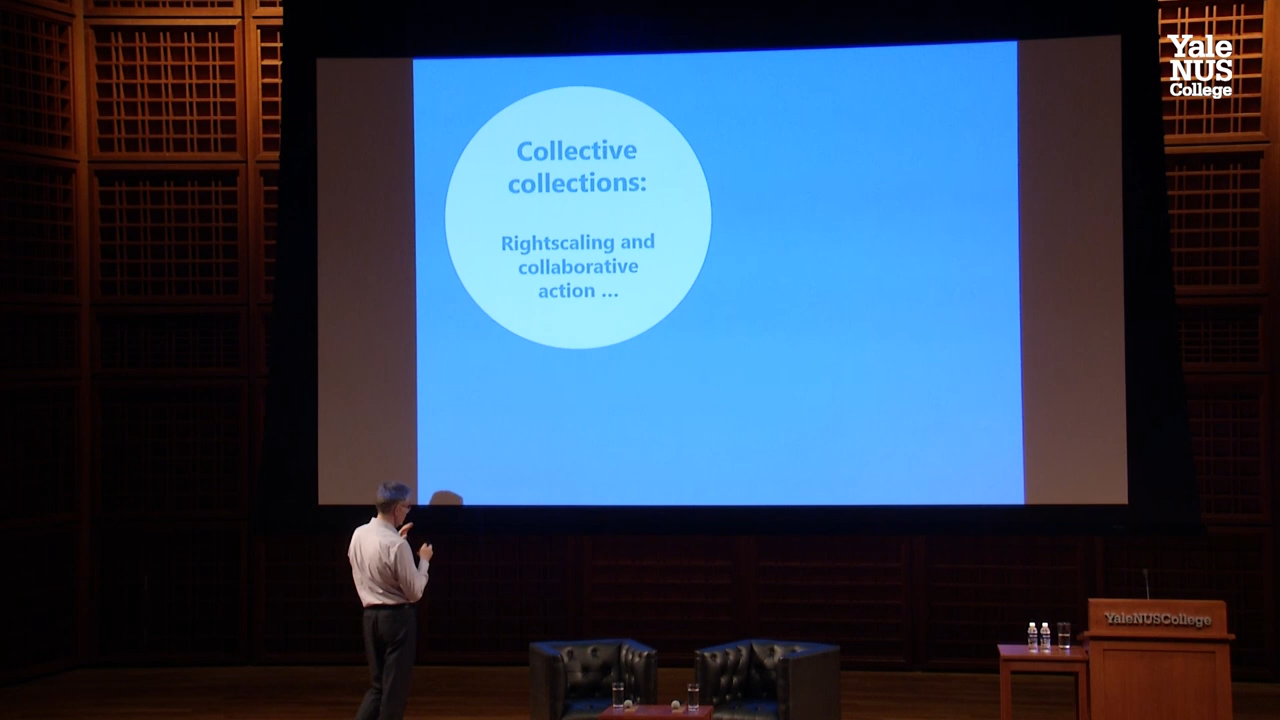 Yale
NUS
College
Collective
collections:
Rightscaling and
collaborative
action ...
YaleNUSCollege